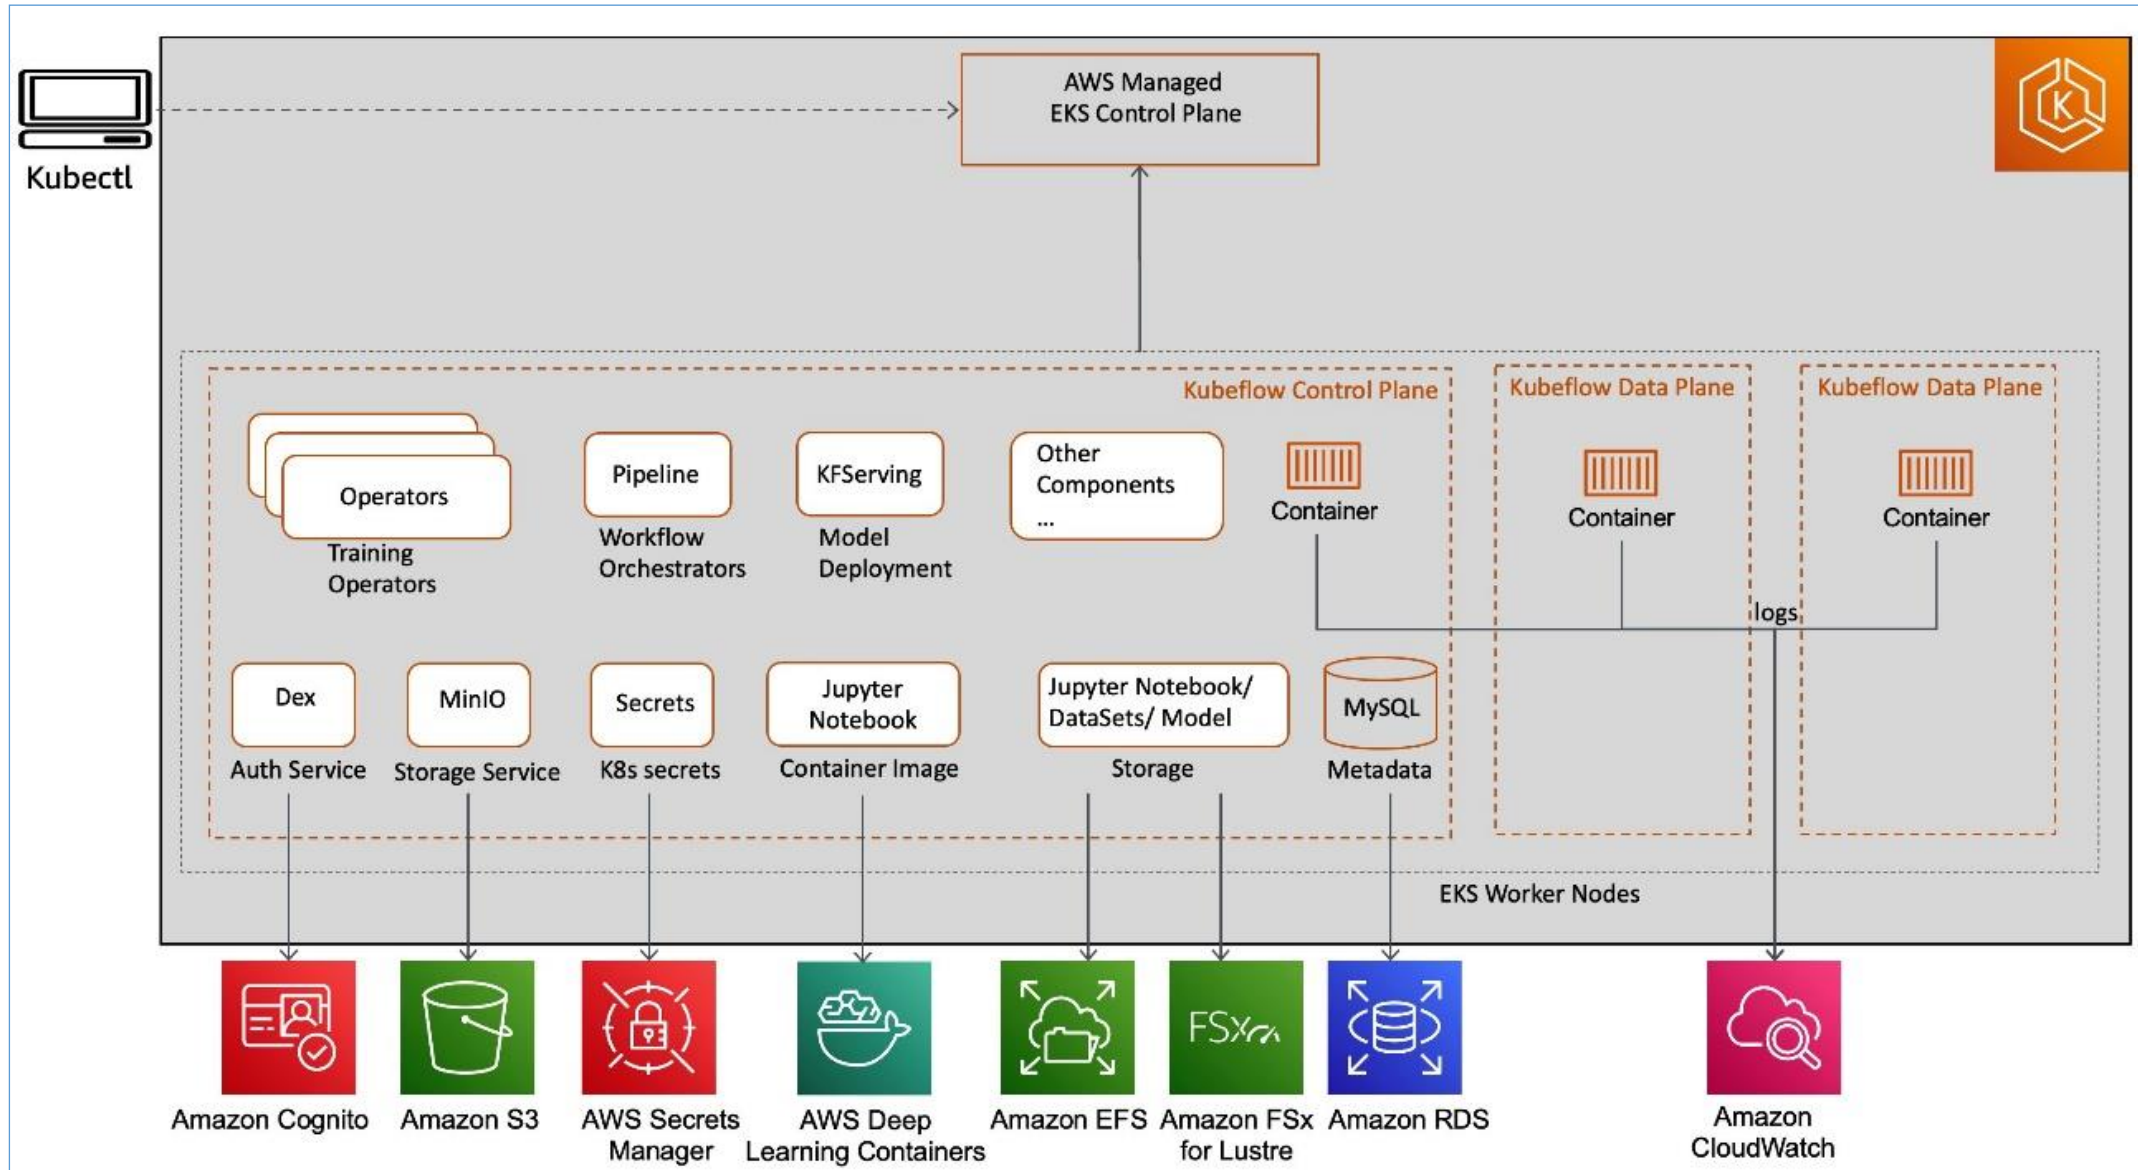 AWS Managed
EKS Control Plane
K
Kubectl
Kubeflow Control Plane
Kubeflow Data Plane
Kubeflow Data Plane
Operators
Training
Operators
Pipeline
Workflow
Orchestrators
KFServing
Model
Deployment
Other
Components
...
Container
Container
Container
logs
Dex
Auth Service
MinIO
Storage Service
Secrets
K8s secrets
Jupyter
Notebook
Container Image
Jupyter Notebook/
DataSets/ Model
Storage
MySQL
Metadata
EKS Worker Nodes
FSx
Amazon Cognito
Amazon S3
AWS Secrets
Manager
AWS Deep
Learning Containers
Amazon EFS
Amazon FSx
for Lustre
Amazon RDS
Amazon
CloudWatch